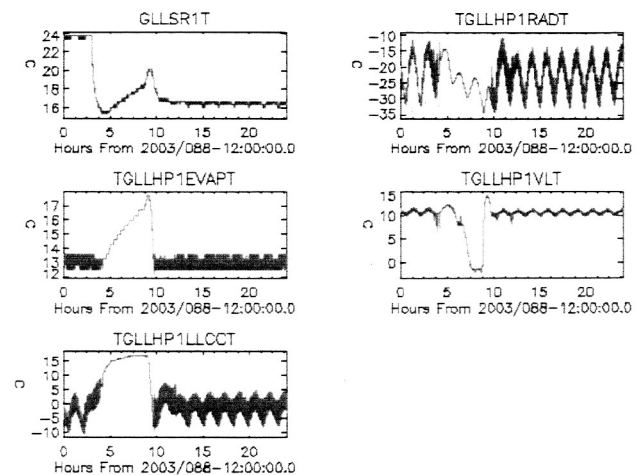 GLLSR1T
24
22
20
18
16
C
0 5 10 15 20
Hours From 2003/088-12:00:00.0
TGLLHP1RADT
-10
-15
-20
-25
-30
-35
C
0 5 10 15 20
Hours From 2003/088-12:00:00.0
TGLLHP1EVAPT
17
16
15
14
13
12
C
0 5 10 15 20
Hours From 2003/088-12:00:00.0
TGLLHP1VLT
15
10
5
0
C
0 5 10 15 20
Hours From 2003/088-12:00:00.0
TGLLHP1LLCCT
15
10
5
0
-5
-10
C
0 5 10 15 20
Hours From 2003/088-12:00:00.0